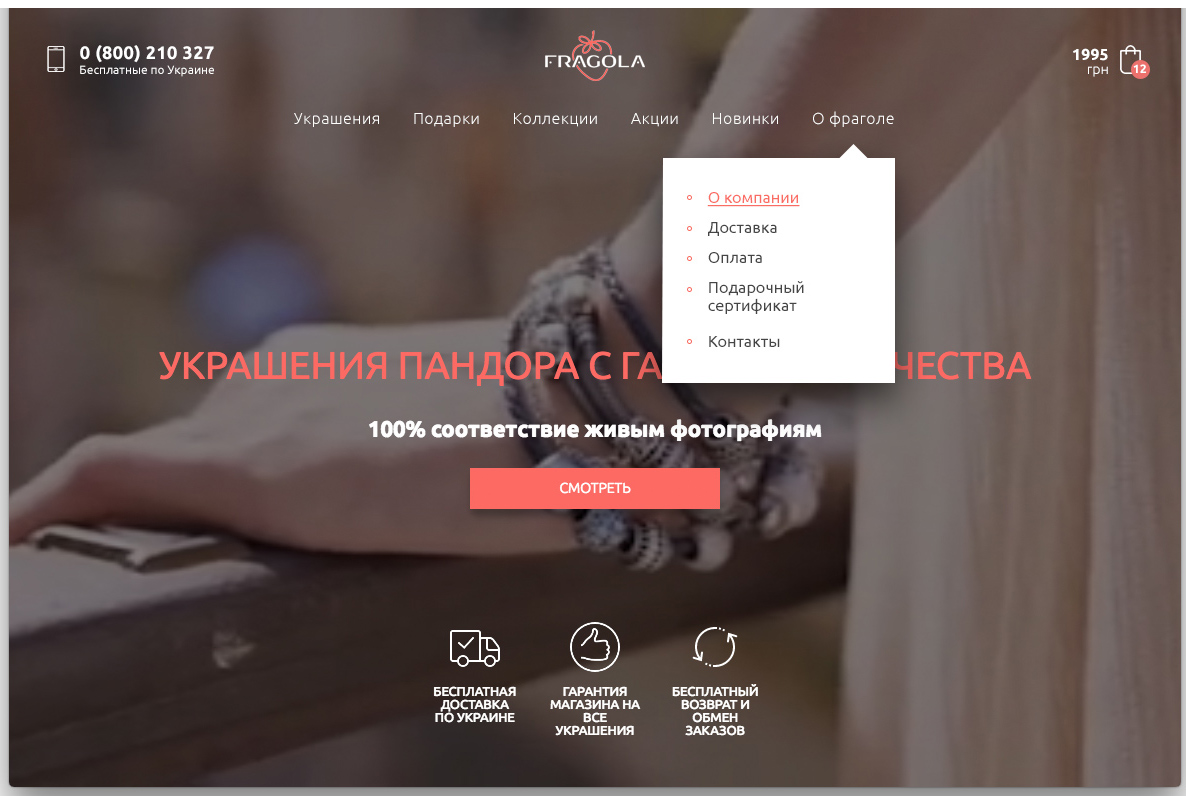 0 (800) 210 327
Бесплатные по Украине
FRAGOLA
1995
грн
12
Украшения Подарки Коллекции Акции Новинки О фраголе
О компании
Доставка
Оплата
Подарочный
сертификат
Контакты
УКРАШЕНИЯ ПАНДОРА С ГА ЧЕСТВА
100% соответствие живым фотографиям
СМОТРЕТЬ
БЕСПЛАТНАЯ
ДОСТАВКА
ПО УКРАИНЕ
ГАРАНТИЯ
МАГАЗИНА НА
ВСЕ
УКРАШЕНИЯ
БЕСПЛАТНЫЙ
ВОЗВРАТ И
ОБМЕН
ЗАКАЗОВ